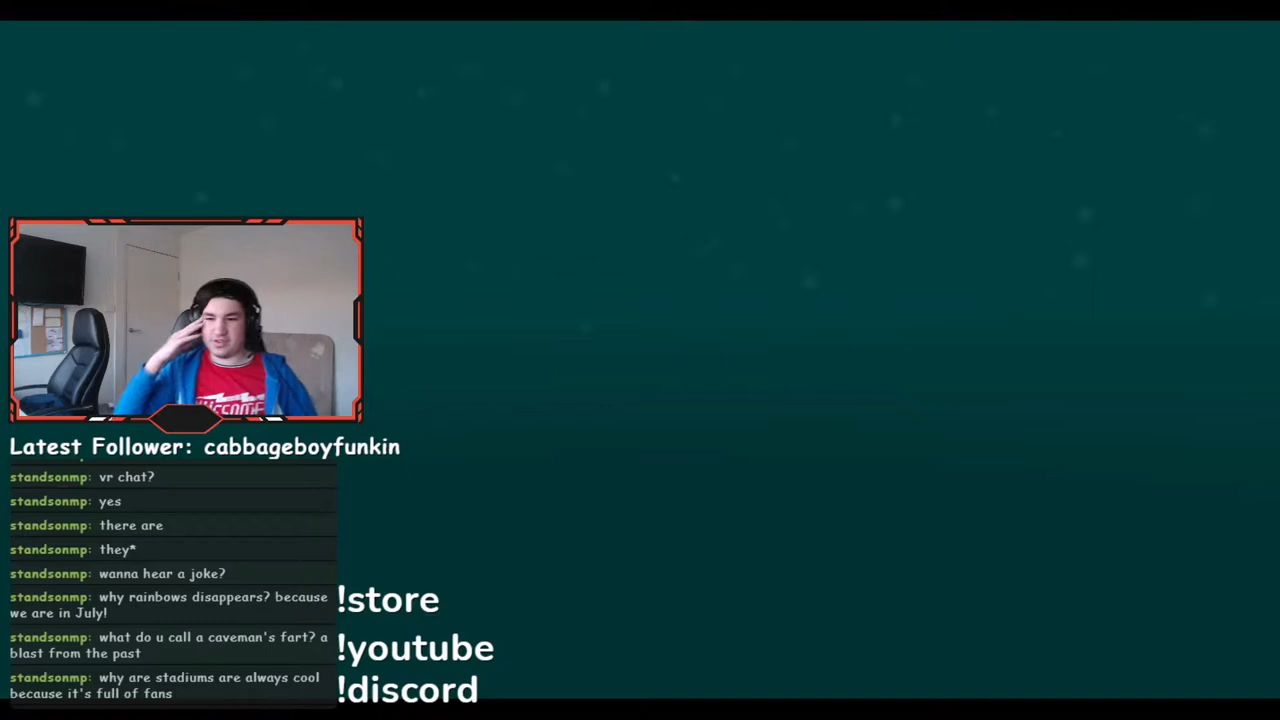 Latest Follower: cabbageboyfunkin
standsonmp: vr chat?
standsonmp: yes
standsonmp: there are
standsonmp: they*
standsonmp: wanna hear a joke?
standsonmp: why rainbows disappears? because
we are in July!
standsonmp: what do u call a caveman's fart? a
blast from the past
standsonmp: why are stadiums are always cool
because it's full of fans
!store
!youtube
!discord